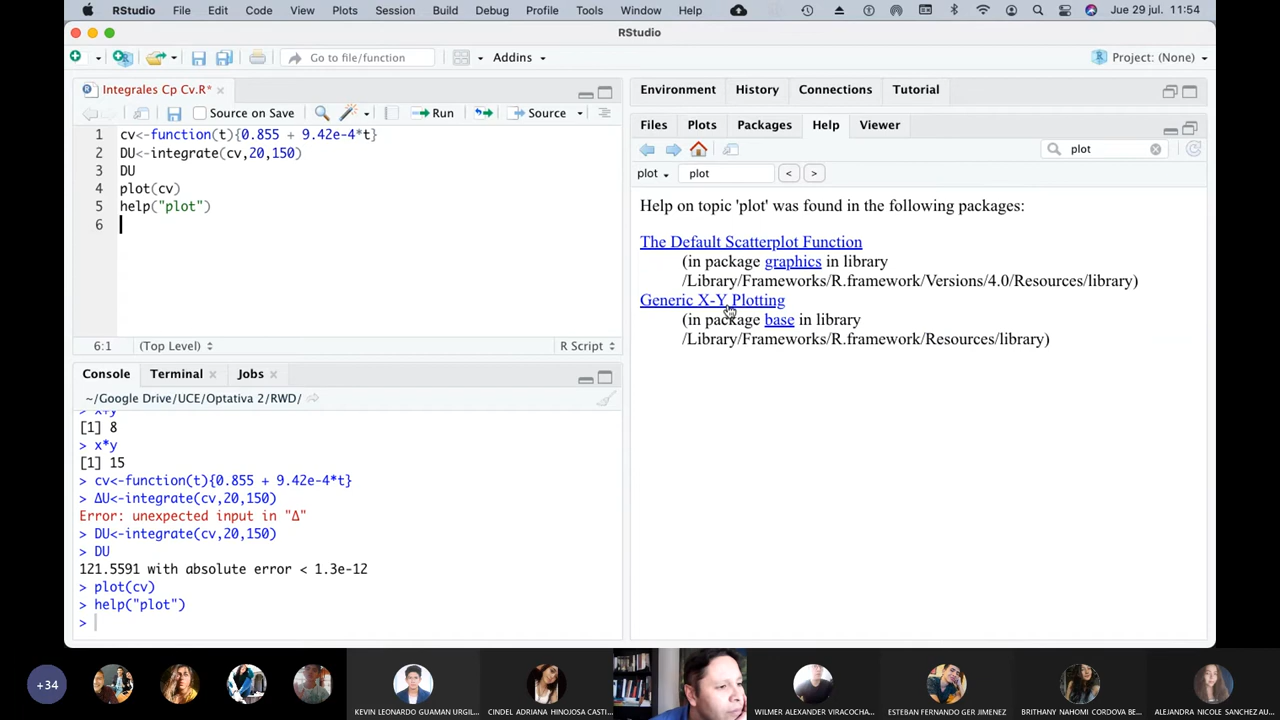 RStudio File Edit Code View Plots Session Build Debug Profile Tools Window Help Jue 29 jul. 11:54
RStudio
Go to file/function Addins Project: (None)
Integrales Cp Cv.R*
Source on Save Run Source
1 cv<-function(t){0.855 + 9.42e-4*t}
2 DU<-integrate(cv,20,150)
3 DU
4 plot(cv)
5 help("plot")
6
6:1 (Top Level) R Script
Console Terminal Jobs
~/Google Drive/UCE/Optativa 2/RWD/
> x+y
[1] 8
> x*y
[1] 15
> cv<-function(t){0.855 + 9.42e-4*t}
> ΔU<-integrate(cv,20,150)
Error: unexpected input in "Δ"
> DU<-integrate(cv,20,150)
> DU
121.5591 with absolute error < 1.3e-12
> plot(cv)
> help("plot")
>
Environment History Connections Tutorial
Files Plots Packages Help Viewer
plot
plot plot < >
Help on topic 'plot' was found in the following packages:
The Default Scatterplot Function
(in package graphics in library
/Library/Frameworks/R.framework/Versions/4.0/Resources/library)
Generic X-Y Plotting
(in package base in library
/Library/Frameworks/R.framework/Resources/library)
+34
KEVIN LEONARDO GUAMAN URGIL...
CINDEL ADRIANA HINOJOSA CASTI...
WILMER ALEXANDER VIRACOCHA...
ESTEBAN FERNANDO GER JIMENEZ
BRITHANY NAHOMI CORDOVA BE...
ALEJANDRA NICOLE SANCHEZ AU...